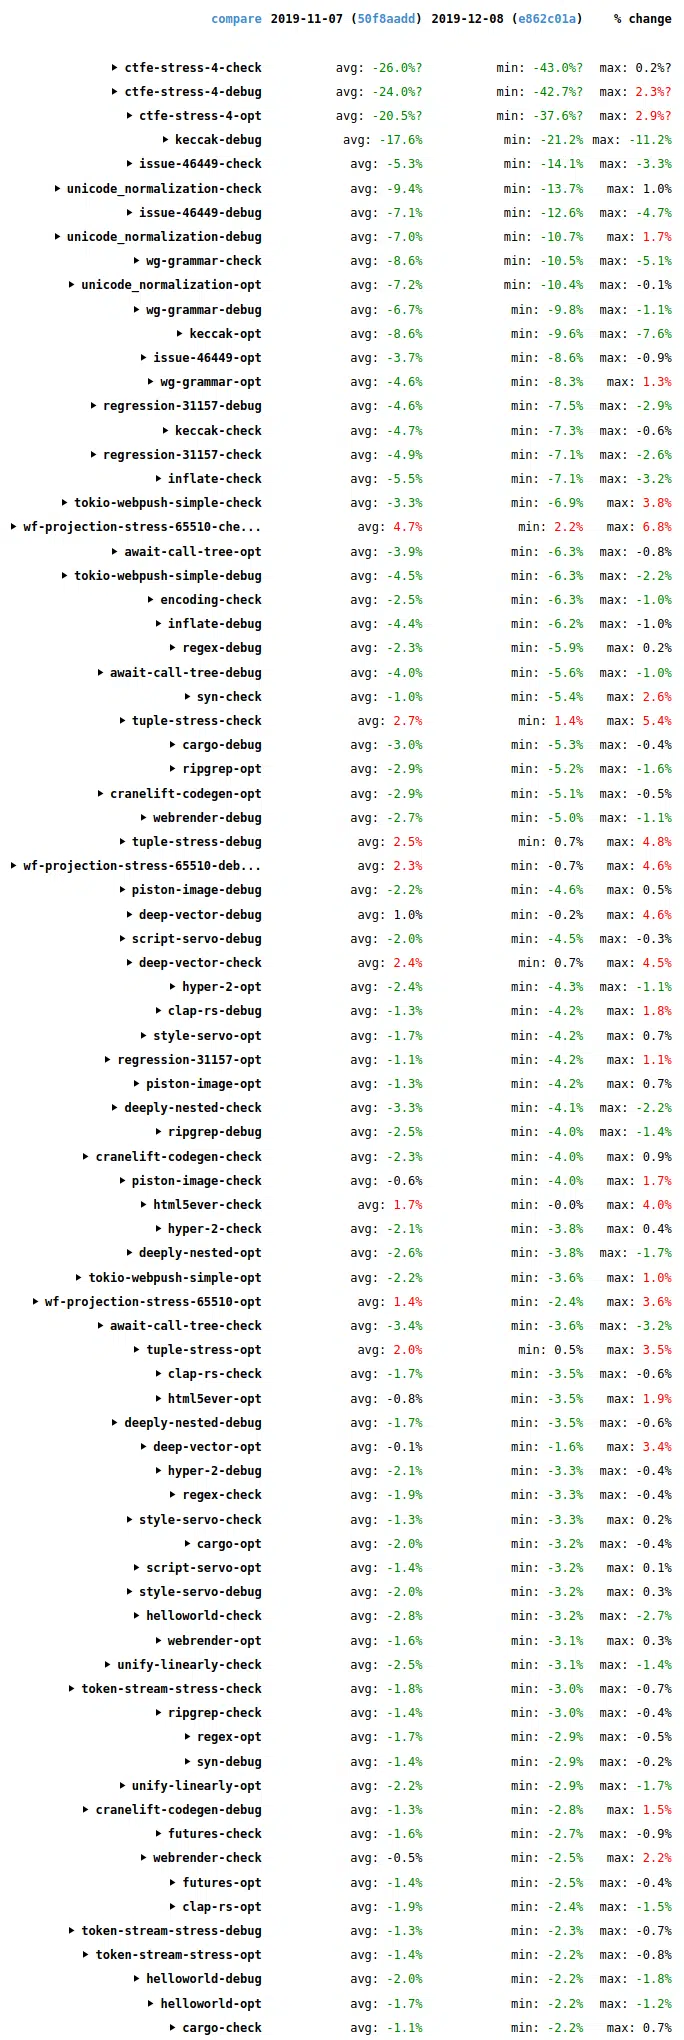 compare 2019-11-07 (50f8aadd) 2019-12-08 (e862c01a) % change
ctfe-stress-4-check avg: -26.0%? min: -43.0%? max: 0.2%?
ctfe-stress-4-debug avg: -24.0%? min: -42.7%? max: 2.3%?
ctfe-stress-4-opt avg: -20.5%? min: -37.6%? max: 2.9%?
keccak-debug avg: -17.6% min: -21.2% max: -11.2%
issue-46449-check avg: -5.3% min: -14.1% max: -3.3%
unicode_normalization-check avg: -9.4% min: -13.7% max: 1.0%
issue-46449-debug avg: -7.1% min: -12.6% max: -4.7%
unicode_normalization-debug avg: -7.0% min: -10.7% max: 1.7%
wg-grammar-check avg: -8.6% min: -10.5% max: -5.1%
unicode_normalization-opt avg: -7.2% min: -10.4% max: -0.1%
wg-grammar-debug avg: -6.7% min: -9.8% max: -1.1%
keccak-opt avg: -8.6% min: -9.6% max: -7.6%
issue-46449-opt avg: -3.7% min: -8.6% max: -0.9%
wg-grammar-opt avg: -4.6% min: -8.3% max: 1.3%
regression-31157-debug avg: -4.6% min: -7.5% max: -2.9%
keccak-check avg: -4.7% min: -7.3% max: -0.6%
regression-31157-check avg: -4.9% min: -7.1% max: -2.6%
inflate-check avg: -5.5% min: -7.1% max: -3.2%
tokio-webpush-simple-check avg: -3.3% min: -6.9% max: 3.8%
wf-projection-stress-65510-che... avg: 4.7% min: 2.2% max: 6.8%
await-call-tree-opt avg: -3.9% min: -6.3% max: -0.8%
tokio-webpush-simple-debug avg: -4.5% min: -6.3% max: -2.2%
encoding-check avg: -2.5% min: -6.3% max: -1.0%
inflate-debug avg: -4.4% min: -6.2% max: -1.0%
regex-debug avg: -2.3% min: -5.9% max: 0.2%
await-call-tree-debug avg: -4.0% min: -5.6% max: -1.0%
syn-check avg: -1.0% min: -5.4% max: 2.6%
tuple-stress-check avg: 2.7% min: 1.4% max: 5.4%
cargo-debug avg: -3.0% min: -5.3% max: -0.4%
ripgrep-opt avg: -2.9% min: -5.2% max: -1.6%
cranelift-codegen-opt avg: -2.9% min: -5.1% max: -0.5%
webrender-debug avg: -2.7% min: -5.0% max: -1.1%
tuple-stress-debug avg: 2.5% min: 0.7% max: 4.8%
wf-projection-stress-65510-deb... avg: 2.3% min: -0.7% max: 4.6%
piston-image-debug avg: -2.2% min: -4.6% max: 0.5%
deep-vector-debug avg: 1.0% min: -0.2% max: 4.6%
script-servo-debug avg: -2.0% min: -4.5% max: -0.3%
deep-vector-check avg: 2.4% min: 0.7% max: 4.5%
hyper-2-opt avg: -2.4% min: -4.3% max: -1.1%
clap-rs-debug avg: -1.3% min: -4.2% max: 1.8%
style-servo-opt avg: -1.7% min: -4.2% max: 0.7%
regression-31157-opt avg: -1.1% min: -4.2% max: 1.1%
piston-image-opt avg: -1.3% min: -4.2% max: 0.7%
deeply-nested-check avg: -3.3% min: -4.1% max: -2.2%
ripgrep-debug avg: -2.5% min: -4.0% max: -1.4%
cranelift-codegen-check avg: -2.3% min: -4.0% max: 0.9%
piston-image-check avg: -0.6% min: -4.0% max: 1.7%
html5ever-check avg: 1.7% min: -0.0% max: 4.0%
hyper-2-check avg: -2.1% min: -3.8% max: 0.4%
deeply-nested-opt avg: -2.6% min: -3.8% max: -1.7%
tokio-webpush-simple-opt avg: -2.2% min: -3.6% max: 1.0%
wf-projection-stress-65510-opt avg: 1.4% min: -2.4% max: 3.6%
await-call-tree-check avg: -3.4% min: -3.6% max: -3.2%
tuple-stress-opt avg: 2.0% min: 0.5% max: 3.5%
clap-rs-check avg: -1.7% min: -3.5% max: -0.6%
html5ever-opt avg: -0.8% min: -3.5% max: 1.9%
deeply-nested-debug avg: -1.7% min: -3.5% max: -0.6%
deep-vector-opt avg: -0.1% min: -1.6% max: 3.4%
hyper-2-debug avg: -2.1% min: -3.3% max: -0.4%
regex-check avg: -1.9% min: -3.3% max: -0.4%
style-servo-check avg: -1.3% min: -3.3% max: 0.2%
cargo-opt avg: -2.0% min: -3.2% max: -0.4%
script-servo-opt avg: -1.4% min: -3.2% max: 0.1%
style-servo-debug avg: -2.0% min: -3.2% max: 0.3%
helloworld-check avg: -2.8% min: -3.2% max: -2.7%
webrender-opt avg: -1.6% min: -3.1% max: 0.3%
unify-linearly-check avg: -2.5% min: -3.1% max: -1.4%
token-stream-stress-check avg: -1.8% min: -3.0% max: -0.7%
ripgrep-check avg: -1.4% min: -3.0% max: -0.4%
regex-opt avg: -1.7% min: -2.9% max: -0.5%
syn-debug avg: -1.4% min: -2.9% max: -0.2%
unify-linearly-opt avg: -2.2% min: -2.9% max: -1.7%
cranelift-codegen-debug avg: -1.3% min: -2.8% max: 1.5%
futures-check avg: -1.6% min: -2.7% max: -0.9%
webrender-check avg: -0.5% min: -2.5% max: 2.2%
futures-opt avg: -1.4% min: -2.5% max: -0.4%
clap-rs-opt avg: -1.9% min: -2.4% max: -1.5%
token-stream-stress-debug avg: -1.3% min: -2.3% max: -0.7%
token-stream-stress-opt avg: -1.4% min: -2.2% max: -0.8%
helloworld-debug avg: -2.0% min: -2.2% max: -1.8%
helloworld-opt avg: -1.7% min: -2.2% max: -1.2%
cargo-check avg: -1.1% min: -2.2% max: 0.7%